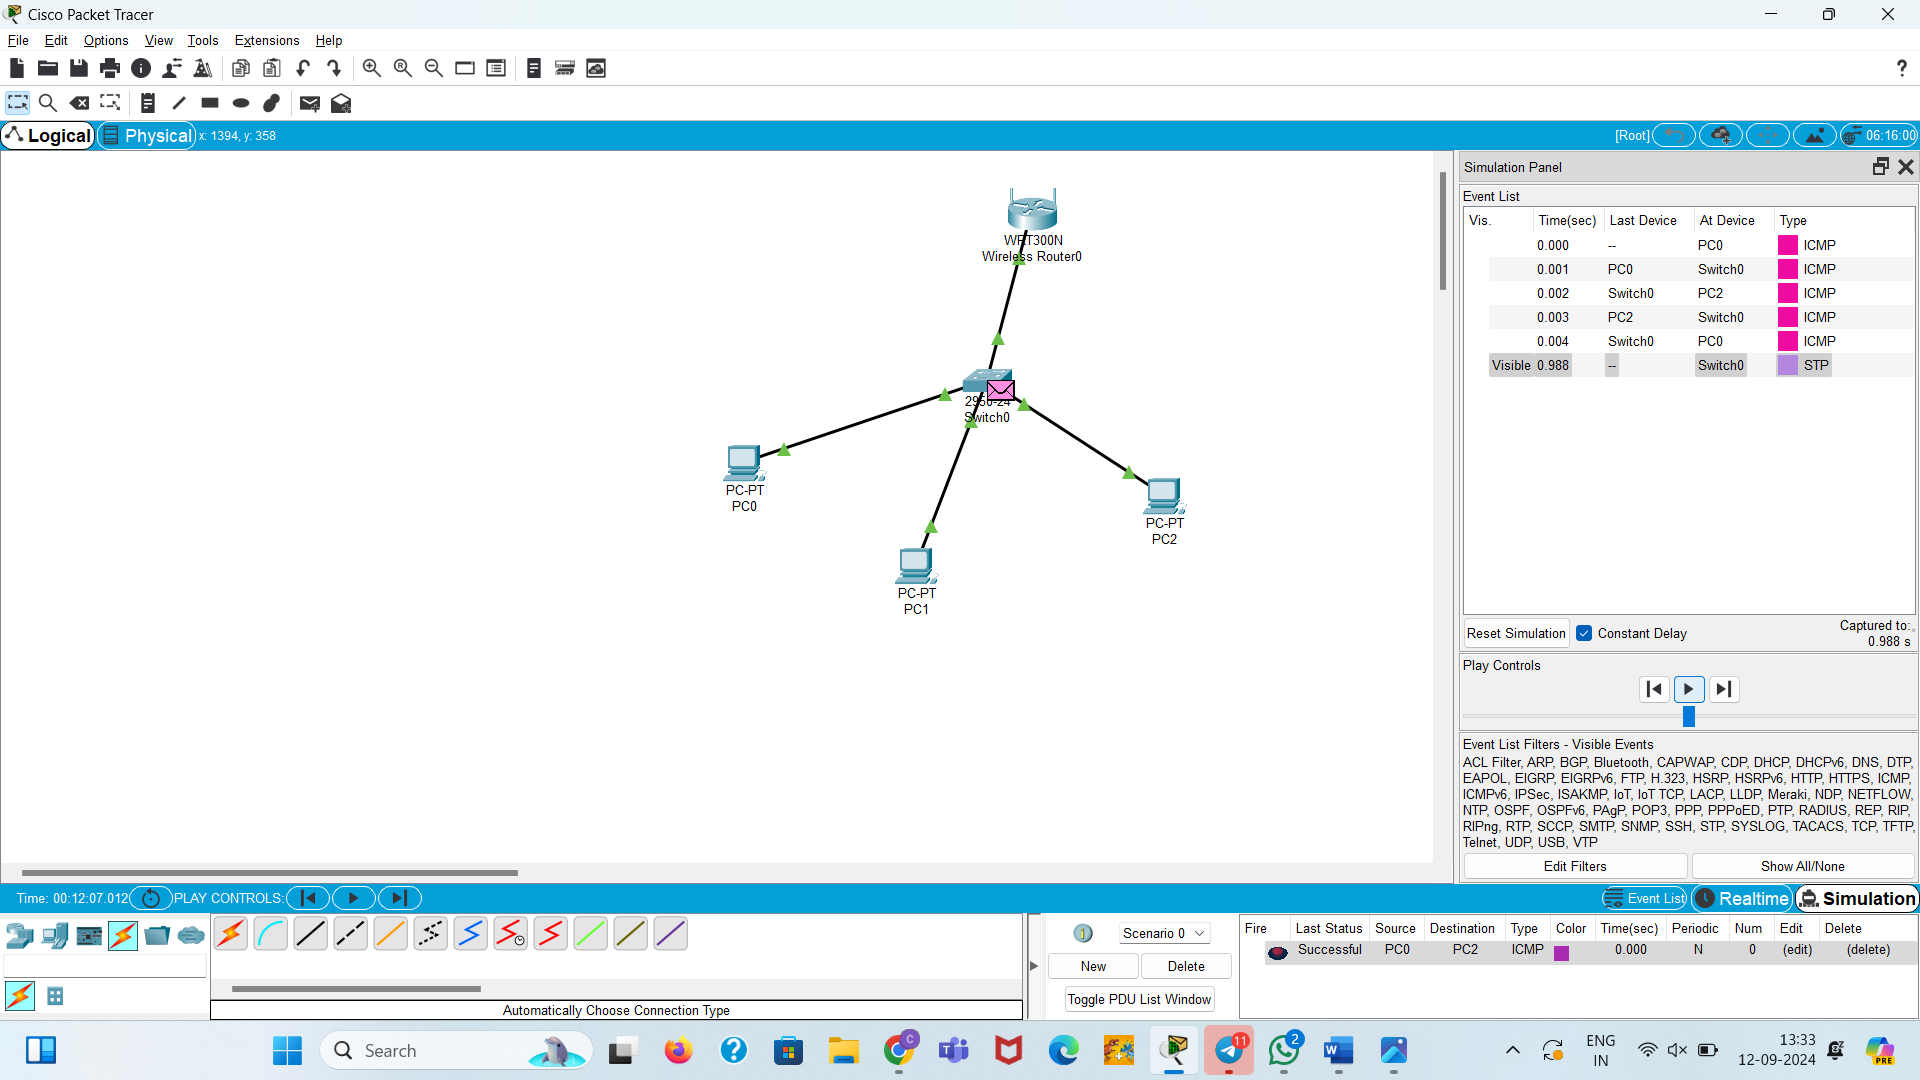 Cisco Packet Tracer
File Edit Options View Tools Extensions Help
?
Logical Physical x: 1394, y: 358 [Root] 06:16:00
Simulation Panel
Event List
Vis. Time(sec) Last Device At Device Type
0.000 -- PC0 ICMP
0.001 PC0 Switch0 ICMP
0.002 Switch0 PC2 ICMP
0.003 PC2 Switch0 ICMP
0.004 Switch0 PC0 ICMP
Visible 0.988 -- Switch0 STP
WRT300N
Wireless Router0
2950-24
Switch0
PC-PT
PC0
PC-PT
PC2
PC-PT
PC1
Reset Simulation Constant Delay Captured to:
0.988 s
Play Controls
Event List Filters - Visible Events
ACL Filter, ARP, BGP, Bluetooth, CAPWAP, CDP, DHCP, DHCPv6, DNS, DTP,
EAPOL, EIGRP, EIGRPv6, FTP, H.323, HSRP, HSRPv6, HTTP, HTTPS, ICMP,
ICMPv6, IPSec, ISAKMP, IoT, IoT TCP, LACP, LLDP, Meraki, NDP, NETFLOW,
NTP, OSPF, OSPFv6, PAgP, POP3, PPP, PPPoED, PTP, RADIUS, REP, RIP,
RIPng, RTP, SCCP, SMTP, SNMP, SSH, STP, SYSLOG, TACACS, TCP, TFTP,
Telnet, UDP, USB, VTP
Edit Filters Show All/None
Time: 00:12:07.012 PLAY CONTROLS: Event List Realtime Simulation
1 Scenario 0
New Delete
Toggle PDU List Window
Fire Last Status Source Destination Type Color Time(sec) Periodic Num Edit Delete
Successful PC0 PC2 ICMP 0.000 N 0 (edit) (delete)
Automatically Choose Connection Type
Search
C
11
2
ENG
IN
13:33
12-09-2024
PRE